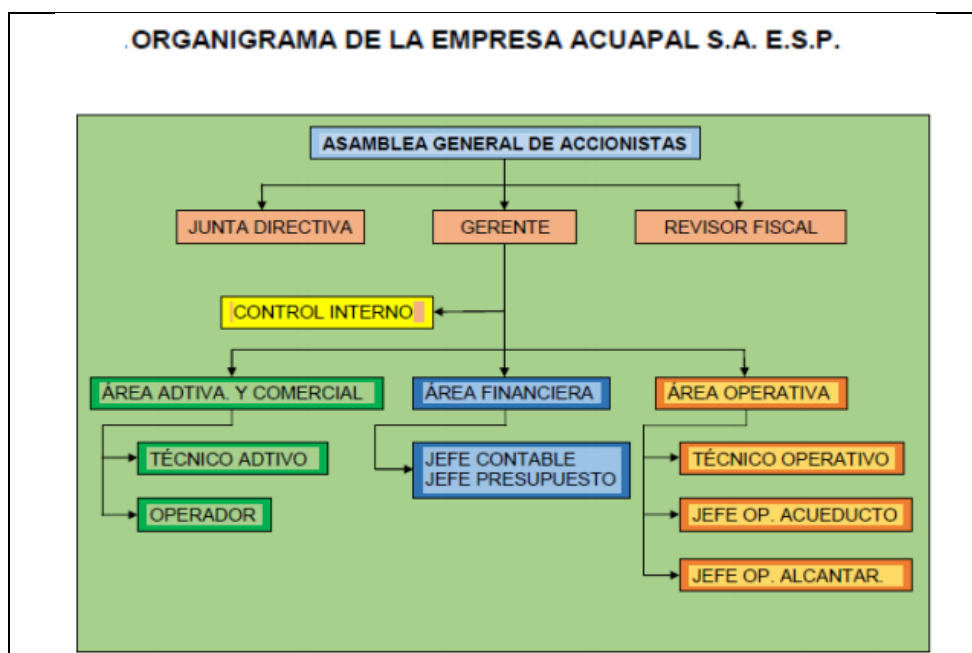 .ORGANIGRAMA DE LA EMPRESA ACUAPAL S.A. E.S.P.
ASAMBLEA GENERAL DE ACCIONISTAS
JUNTA DIRECTIVA
GERENTE
REVISOR FISCAL
CONTROL INTERNO
ÁREA ADTIVA. Y COMERCIAL
ÁREA FINANCIERA
ÁREA OPERATIVA
TÉCNICO ADTIVO
OPERADOR
JEFE CONTABLE
JEFE PRESUPUESTO
TÉCNICO OPERATIVO
JEFE OP. ACUEDUCTO
JEFE OP. ALCANTAR.